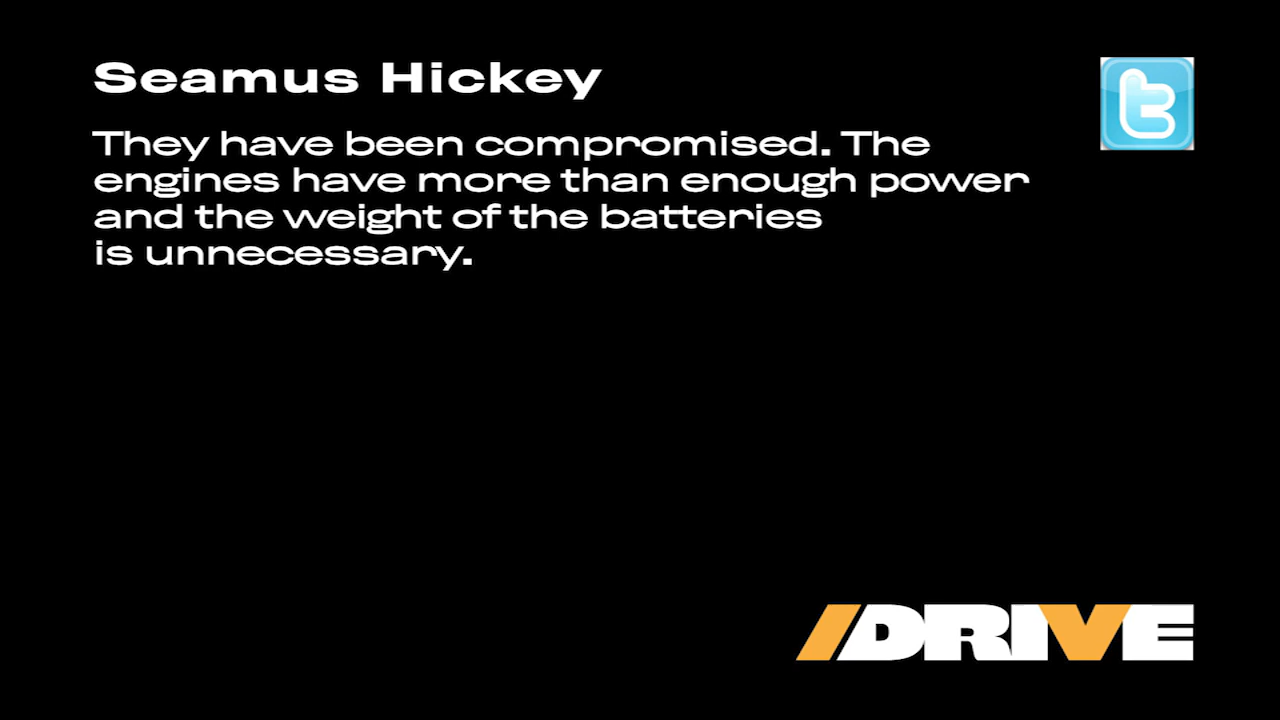 Seamus Hickey
They have been compromised. The
engines have more than enough power
and the weight of the batteries
is unnecessary.
t
/DRIVE